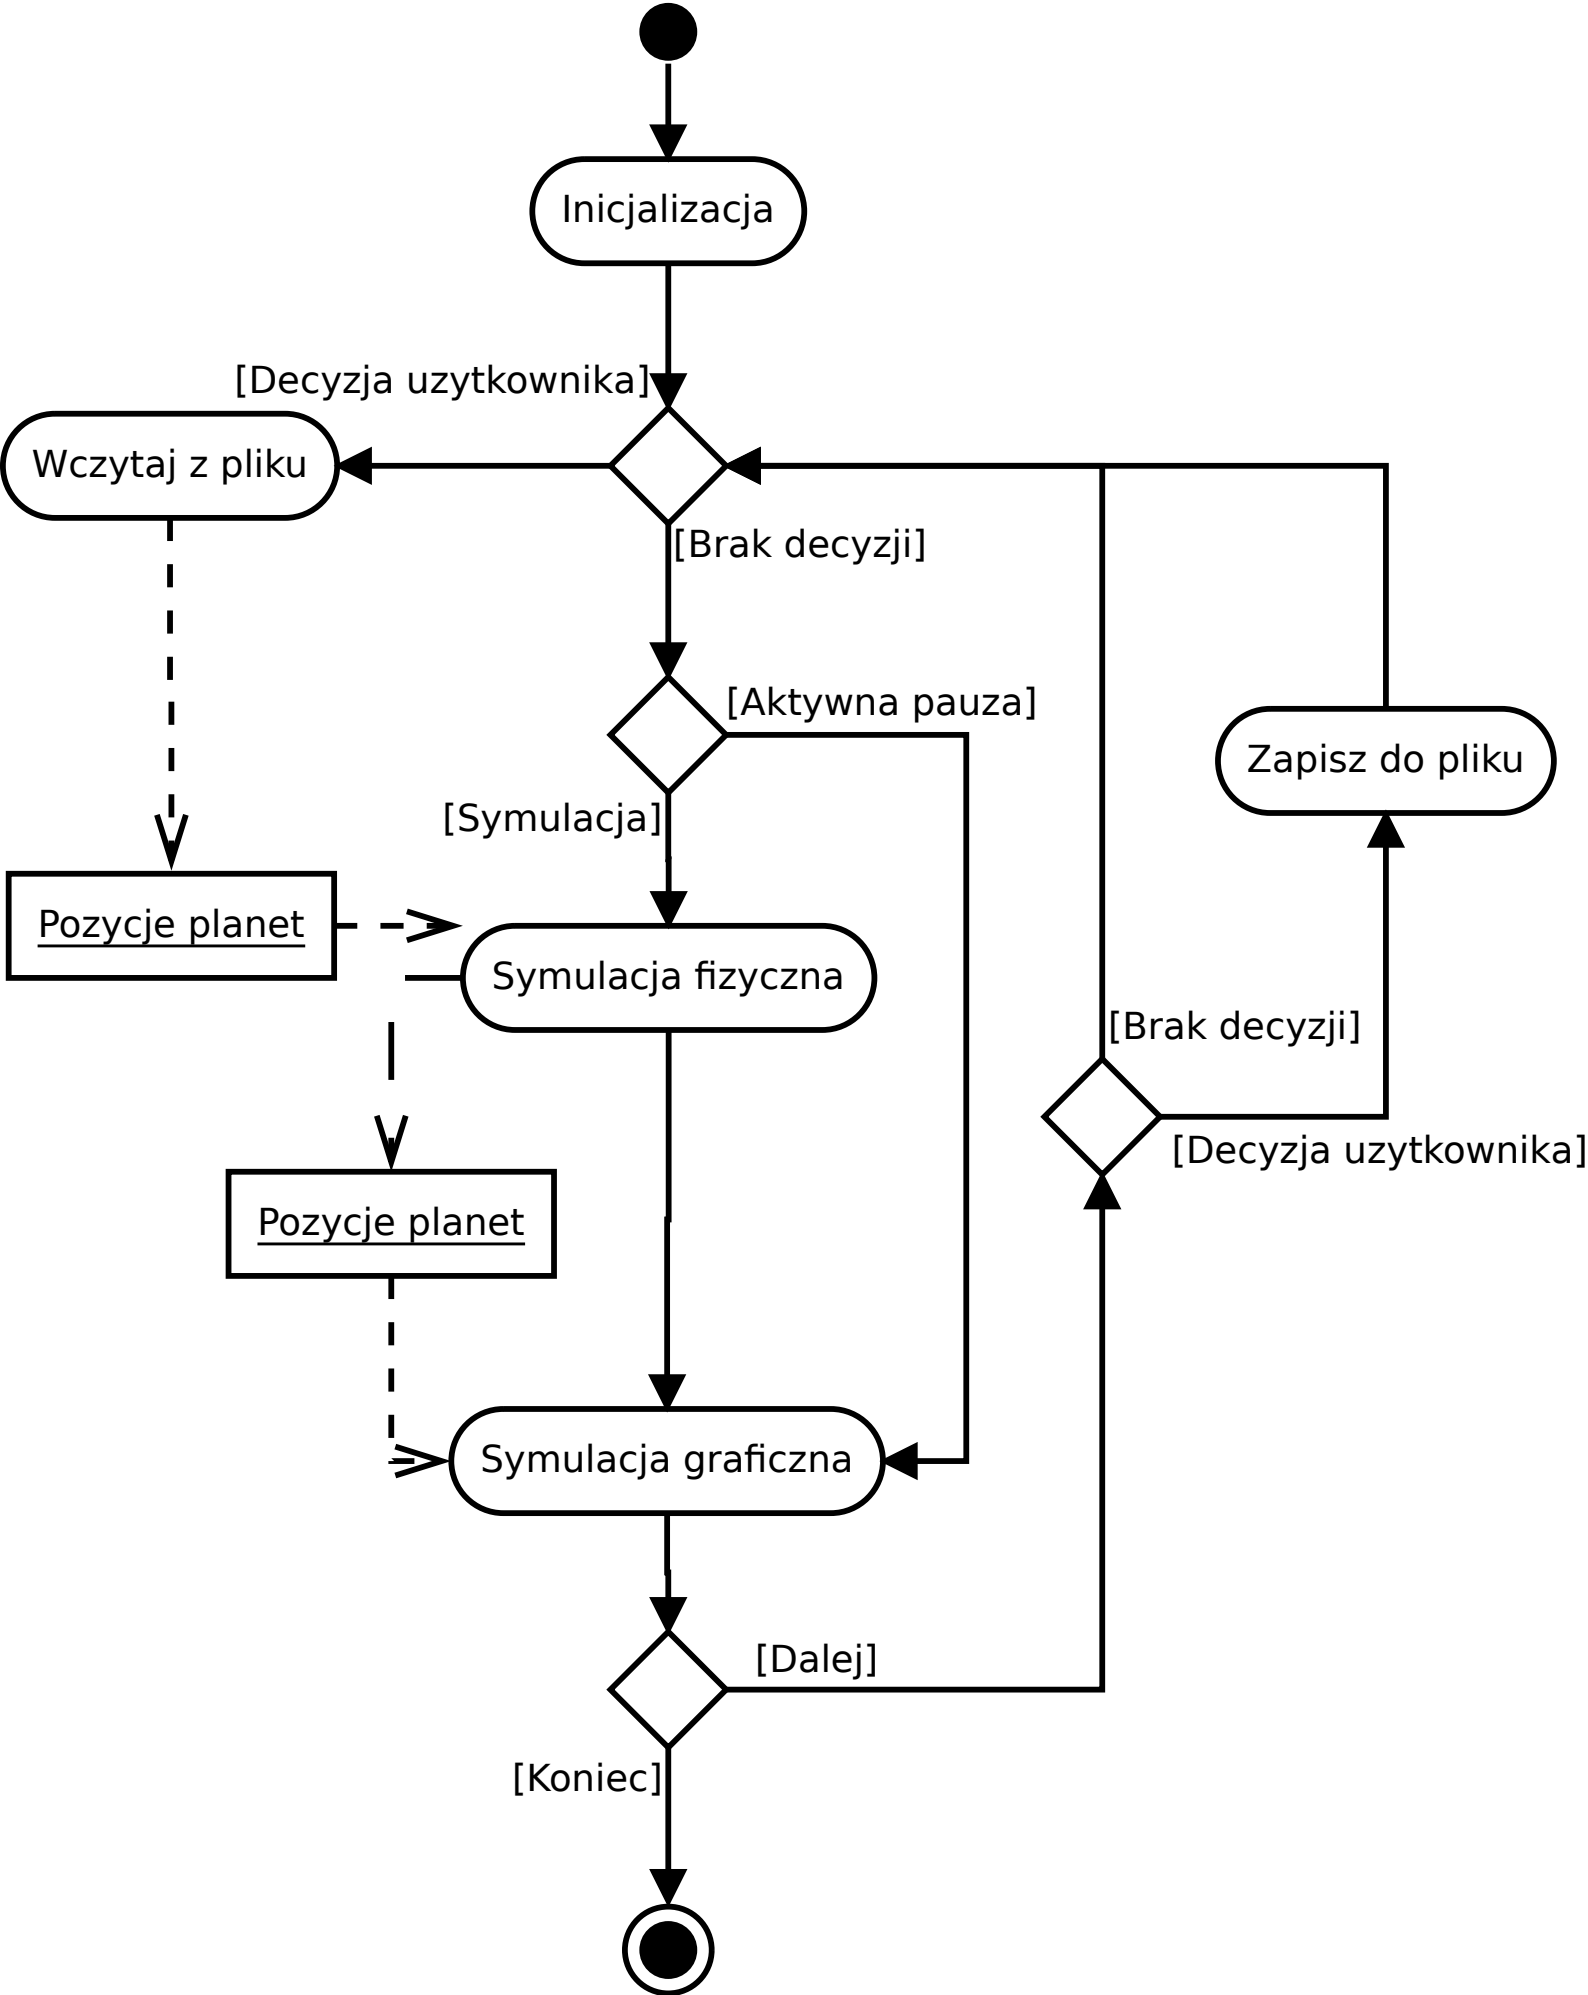 Inicjalizacja
[Decyzja uzytkownika]
Wczytaj z pliku
[Brak decyzji]
[Aktywna pauza]
Zapisz do pliku
[Symulacja]
Pozycje planet
Symulacja fizyczna
[Brak decyzji]
[Decyzja uzytkownika]
Pozycje planet
Symulacja graficzna
[Dalej]
[Koniec]